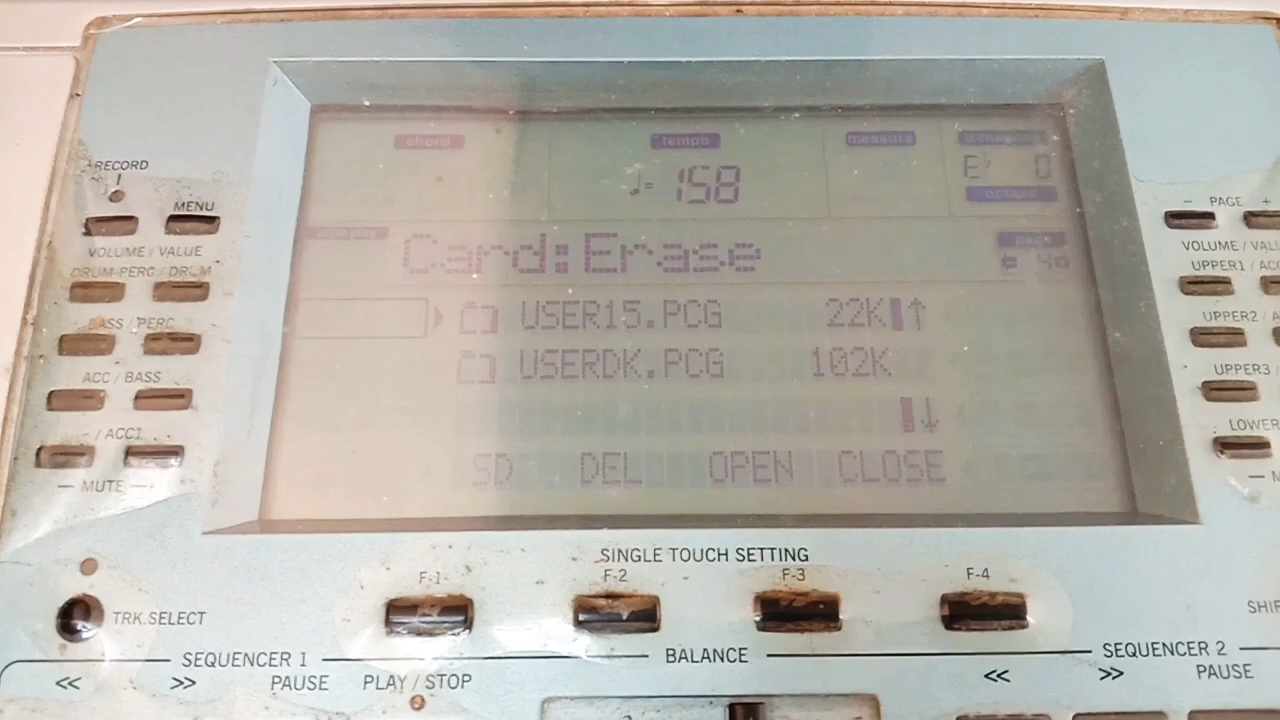 chord tempo measure transpose
♩= 158 E♭ 0
octave
Card:Erase page
40
USER15.PCG 22K ↑
USERDK.PCG 102K
↓
SD DEL OPEN CLOSE
RECORD
MENU
VOLUME / VALUE
DRUM-PERC / DRUM
BASS / PERC
ACC / BASS
- / ACC1
— MUTE —
TRK.SELECT
- PAGE +
VOLUME / VALU
UPPER1 / ACC
UPPER2 / A
UPPER3 /
LOWER
SINGLE TOUCH SETTING
F-1 F-2 F-3 F-4
SHIF
SEQUENCER 1 BALANCE SEQUENCER 2
<< >> PAUSE PLAY / STOP << >> PAUSE